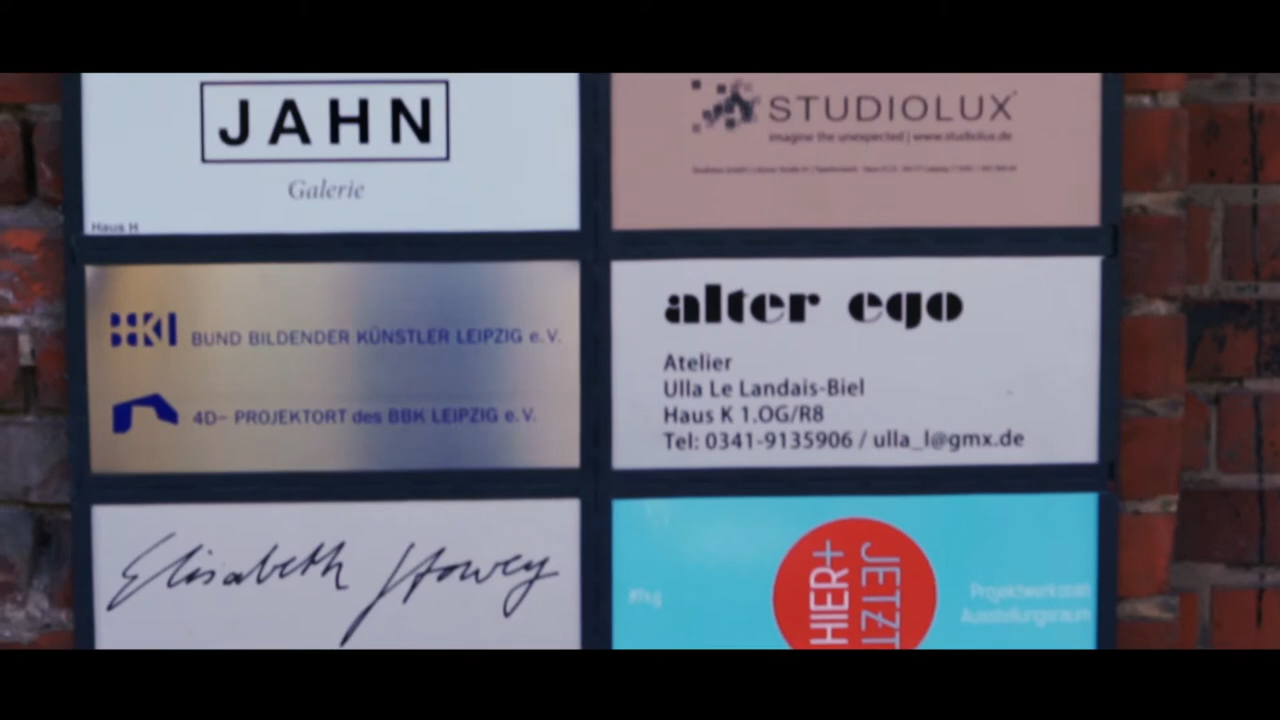 JAHN
Galerie
Haus H
STUDIOLUX
imagine the unexpected | www.studiolux.de
BUND BILDENDER KÜNSTLER LEIPZIG e.V.
4D- PROJEKTORT des BBK LEIPZIG e.V.
alter ego
Atelier
Ulla Le Landais-Biel
Haus K 1.OG/R8
Tel: 0341-9135906 / ulla_l@gmx.de
Elisabeth Howey
#huj
HIER+
JETZT
Projektwerkstatt
Ausstellungsraum